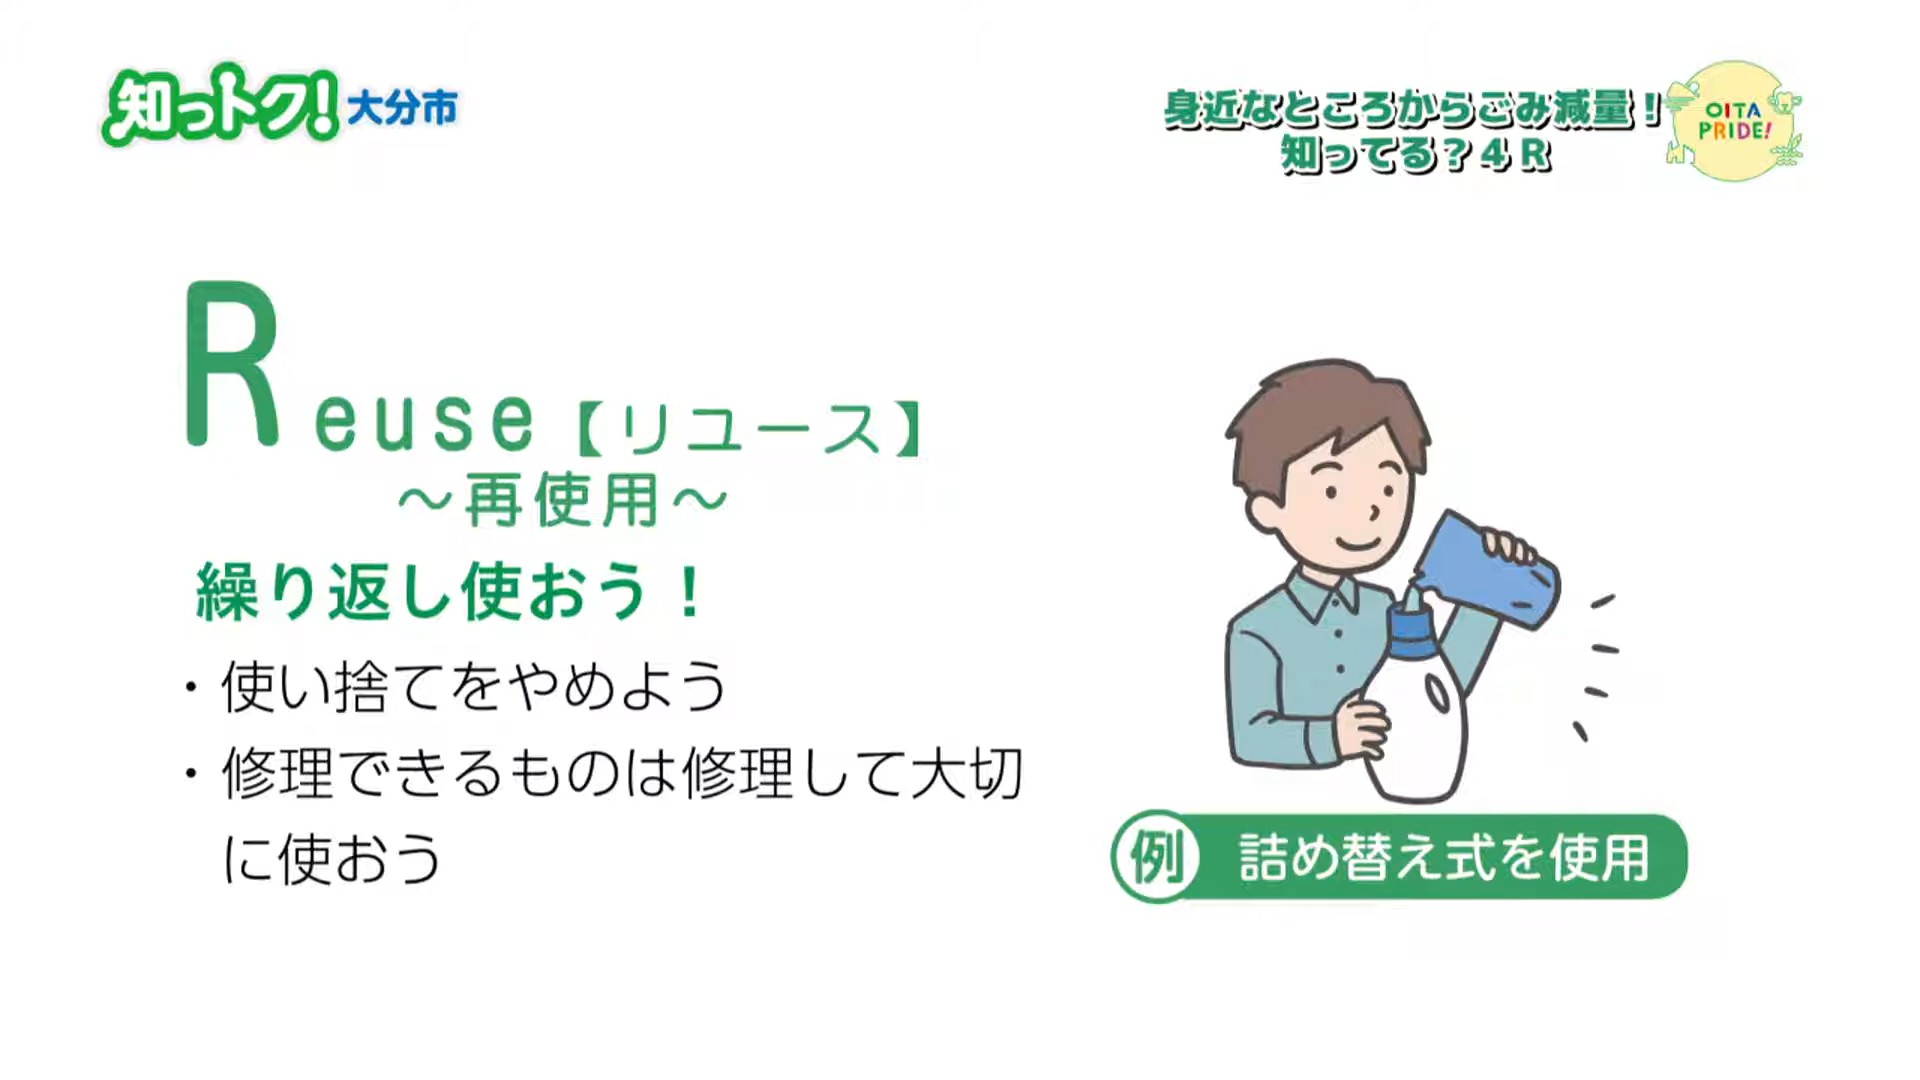 知っトク!大分市
身近なところからごみ減量！
知ってる？４Ｒ
OITA
PRIDE!
Reuse【リユース】
～再使用～
繰り返し使おう！
・使い捨てをやめよう
・修理できるものは修理して大切
に使おう
例 詰め替え式を使用